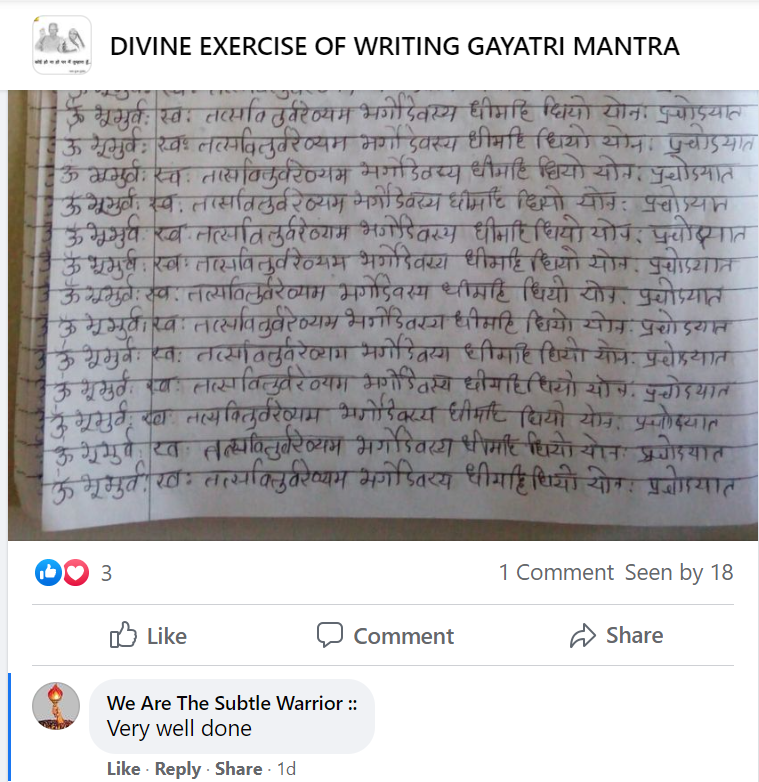 DIVINE EXERCISE OF WRITING GAYATRI MANTRA
ॐ भूर्मुर्वः स्वः तत्सवितुर्वरेण्यम भर्गोदेवस्य धीमहि धियो योनः प्रचोदयात
ॐ भूर्मुर्वः स्वः तत्सवितुर्वरेण्यम भर्गोदेवस्य धीमहि धियो योनः प्रचोदयात
ॐ भूर्मुर्वः स्वः तत्सवितुर्वरेण्यम भर्गोदेवस्य धीमहि धियो योनः प्रचोदयात
ॐ भूर्मुर्वः स्वः तत्सवितुर्वरेण्यम भर्गोदेवस्य धीमहि धियो योनः प्रचोदयात
ॐ भूर्मुर्वः स्वः तत्सवितुर्वरेण्यम भर्गोदेवस्य धीमहि धियो योनः प्रचोदयात
ॐ भूर्मुर्वः स्वः तत्सवितुर्वरेण्यम भर्गोदेवस्य धीमहि धियो योनः प्रचोदयात
ॐ भूर्मुर्वः स्वः तत्सवितुर्वरेण्यम भर्गोदेवस्य धीमहि धियो योनः प्रचोदयात
ॐ भूर्मुर्वः स्वः तत्सवितुर्वरेण्यम भर्गोदेवस्य धीमहि धियो योनः प्रचोदयात
ॐ भूर्मुर्वः स्वः तत्सवितुर्वरेण्यम भर्गोदेवस्य धीमहि धियो योनः प्रचोदयात
ॐ भूर्मुर्वः स्वः तत्सवितुर्वरेण्यम भर्गोदेवस्य धीमहि धियो योनः प्रचोदयात
ॐ भूर्मुर्वः स्वः तत्सवितुर्वरेण्यम भर्गोदेवस्य धीमहि धियो योनः प्रचोदयात
ॐ भूर्मुर्वः स्वः तत्सवितुर्वरेण्यम भर्गोदेवस्य धीमहि धियो योनः प्रचोदयात
ॐ भूर्मुर्वः स्वः तत्सवितुर्वरेण्यम भर्गोदेवस्य धीमहि धियो योनः प्रचोदयात
3 1 Comment Seen by 18
Like Comment Share
We Are The Subtle Warrior ::
Very well done
Like · Reply · Share · 1d